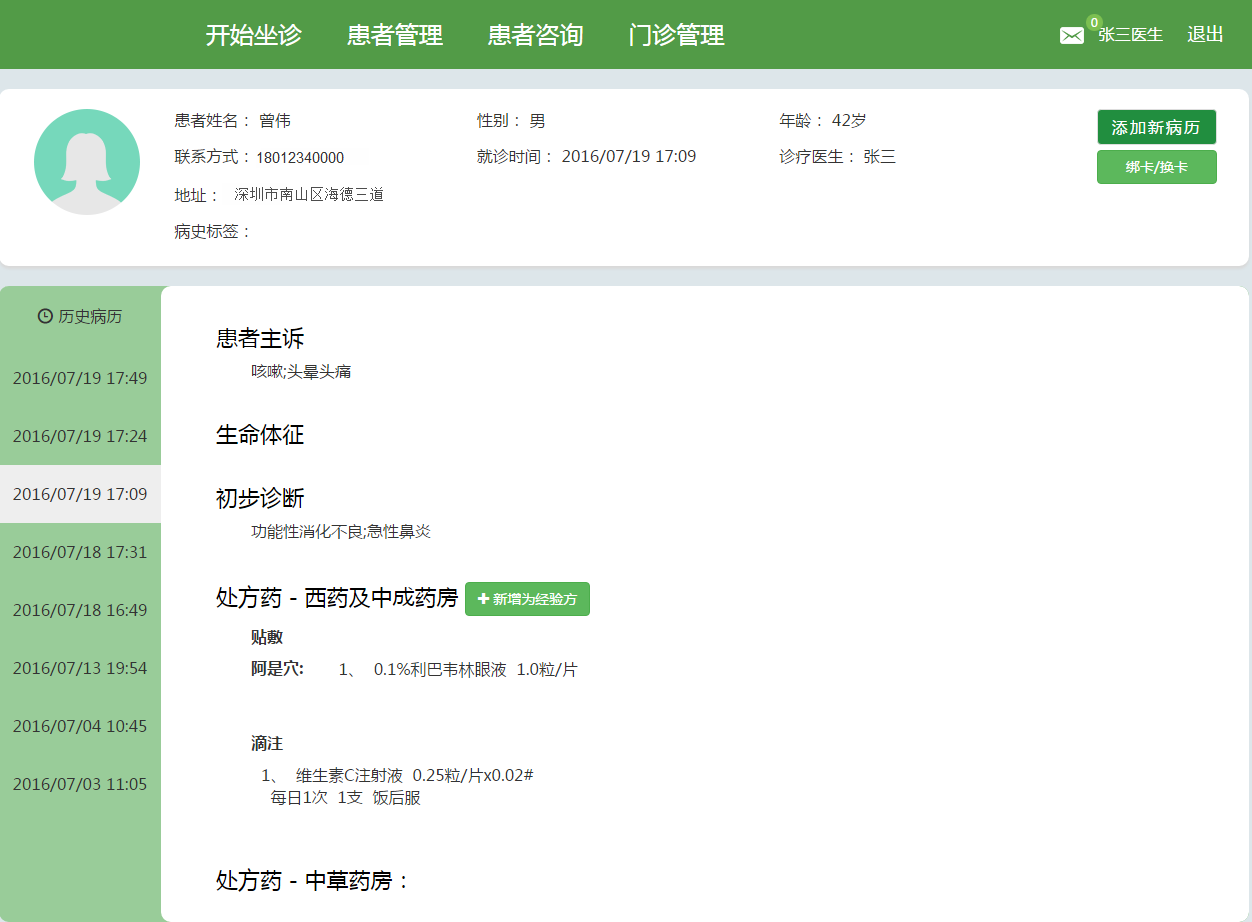 开始坐诊 患者管理 患者咨询 门诊管理 0 张三医生 退出
患者姓名： 曾伟 性别： 男 年龄： 42岁 添加新病历
联系方式：18012340000 就诊时间： 2016/07/19 17:09 诊疗医生： 张三 绑卡/换卡
地址： 深圳市南山区海德三道
病史标签：
历史病历
2016/07/19 17:49
2016/07/19 17:24
2016/07/19 17:09
2016/07/18 17:31
2016/07/18 16:49
2016/07/13 19:54
2016/07/04 10:45
2016/07/03 11:05
患者主诉
咳嗽;头晕头痛
生命体征
初步诊断
功能性消化不良;急性鼻炎
处方药 - 西药及中成药房 新增为经验方
贴敷
阿是穴: 1、 0.1%利巴韦林眼液 1.0粒/片
滴注
1、 维生素C注射液 0.25粒/片x0.02#
每日1次 1支 饭后服
处方药 - 中草药房：